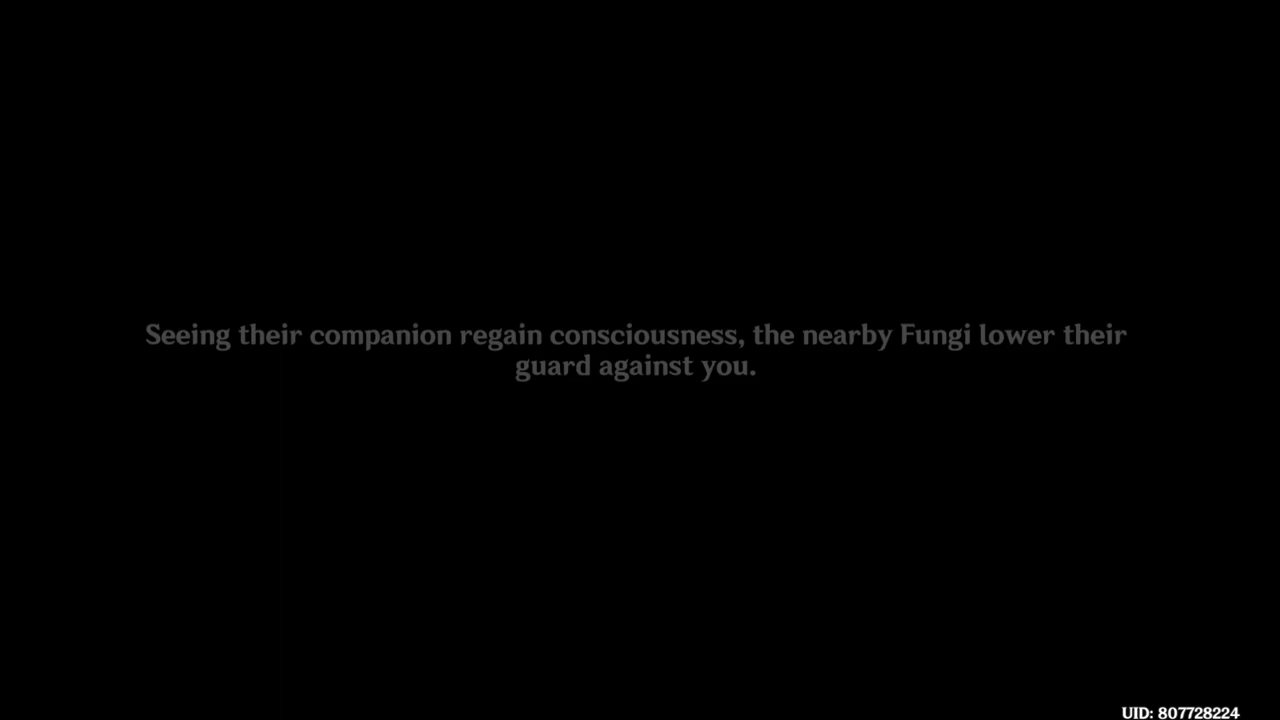 Seeing their companion regain consciousness, the nearby Fungi lower their
guard against you.
UID: 807728224